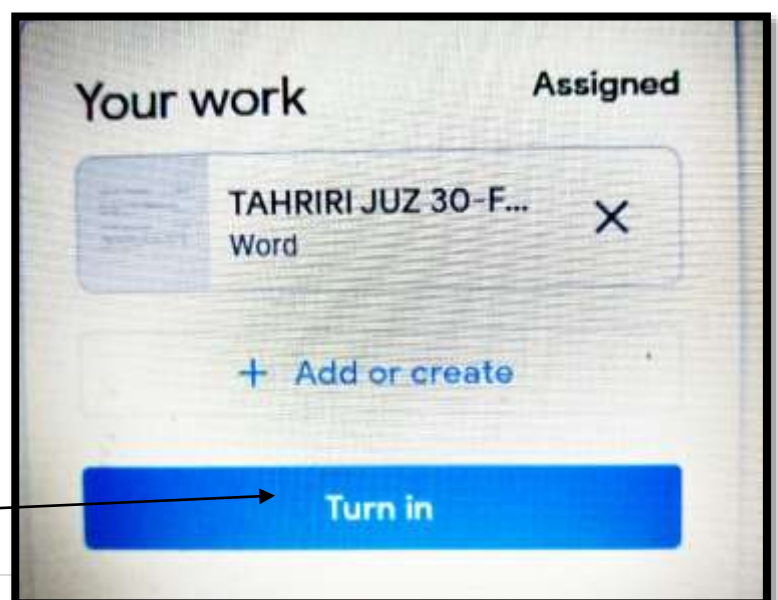 Your work
Assigned
TAHRIRI JUZ 30-F...
Word
+ Add or create
Turn in